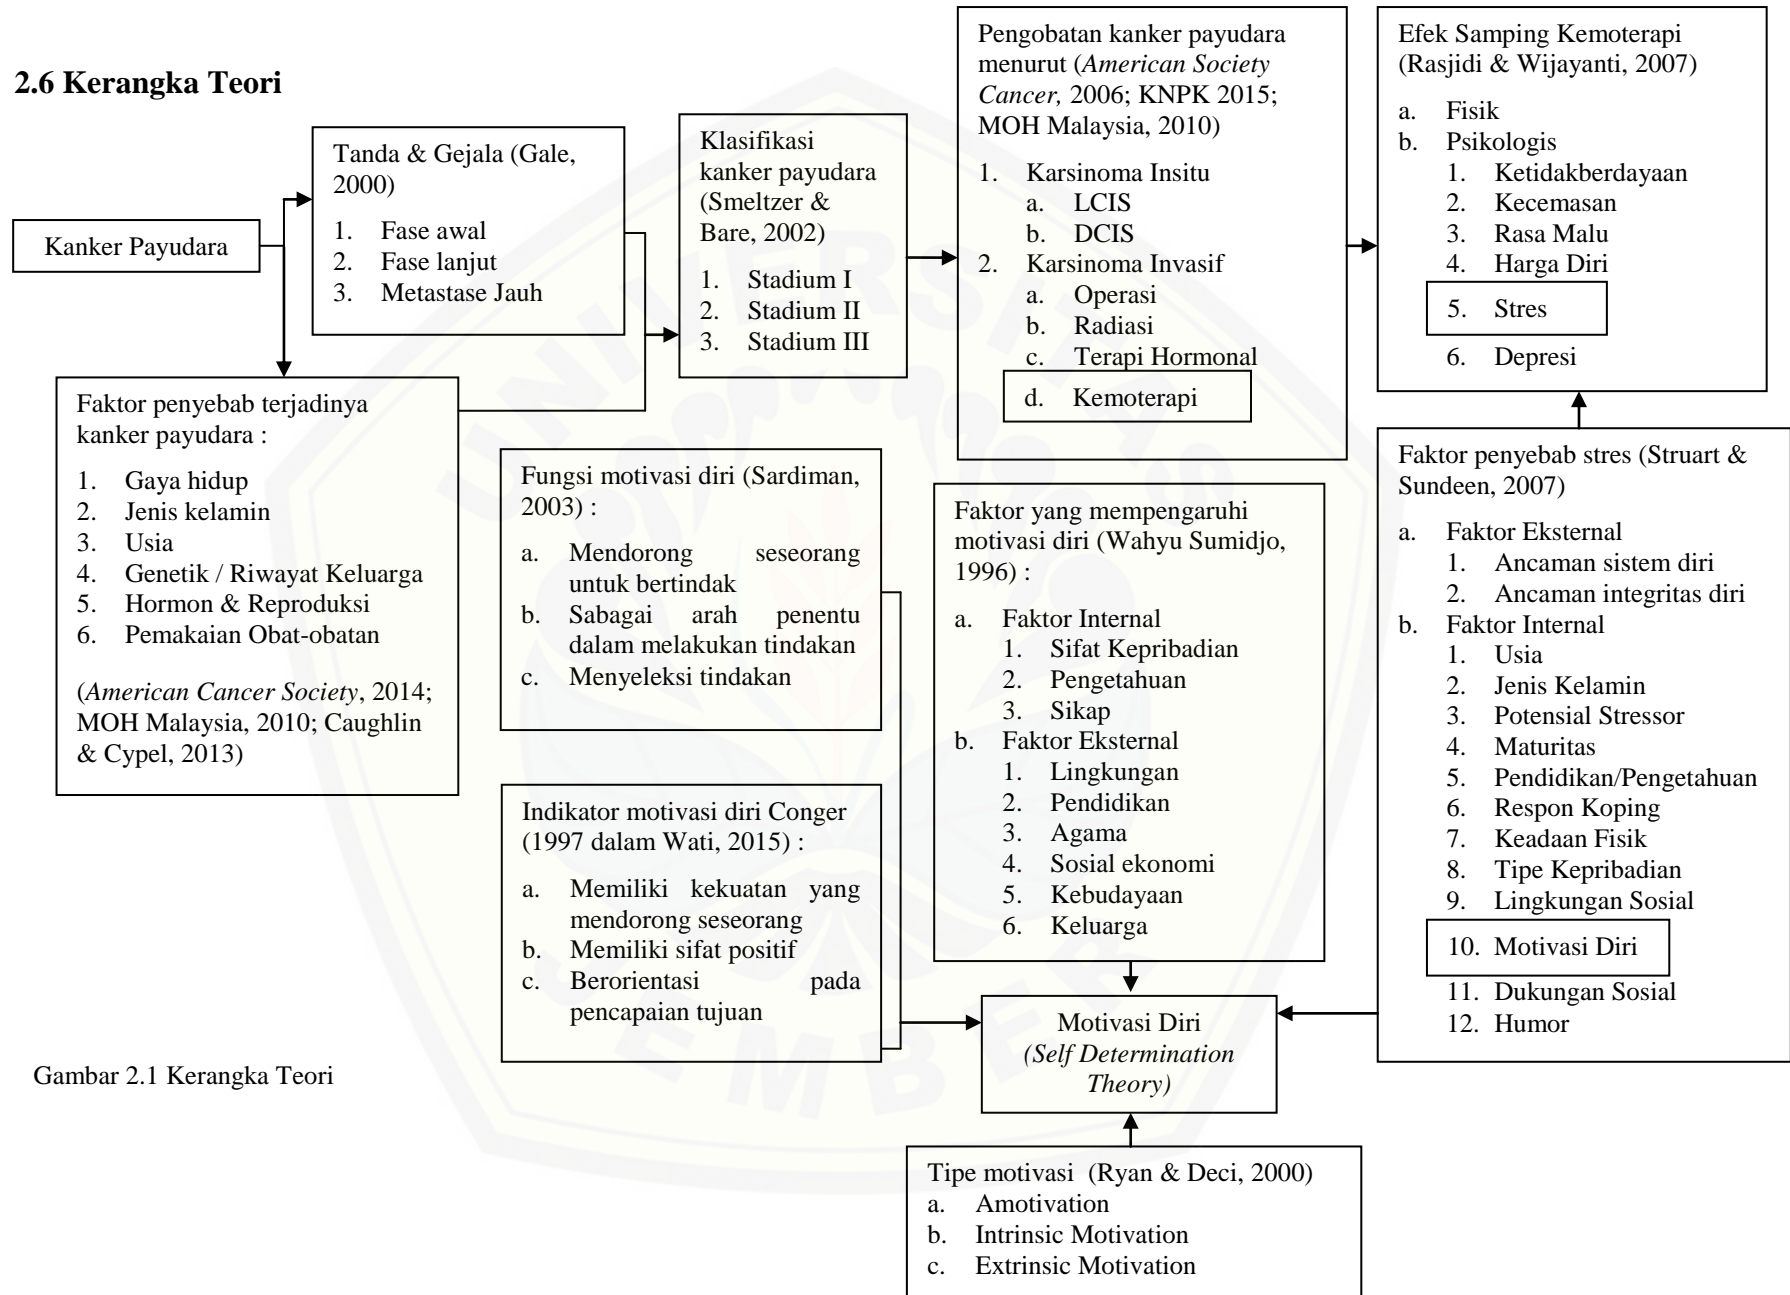 2.6 Kerangka Teori
Kanker Payudara
Tanda & Gejala (Gale,
2000)
1. Fase awal
2. Fase lanjut
3. Metastase Jauh
Faktor penyebab terjadinya
kanker payudara :
1. Gaya hidup
2. Jenis kelamin
3. Usia
4. Genetik / Riwayat Keluarga
5. Hormon & Reproduksi
6. Pemakaian Obat-obatan
(American Cancer Society, 2014;
MOH Malaysia, 2010; Caughlin
& Cypel, 2013)
Klasifikasi
kanker payudara
(Smeltzer &
Bare, 2002)
1. Stadium I
2. Stadium II
3. Stadium III
Pengobatan kanker payudara
menurut (American Society
Cancer, 2006; KNPK 2015;
MOH Malaysia, 2010)
1. Karsinoma Insitu
a. LCIS
b. DCIS
2. Karsinoma Invasif
a. Operasi
b. Radiasi
c. Terapi Hormonal
d. Kemoterapi
Efek Samping Kemoterapi
(Rasjidi & Wijayanti, 2007)
a. Fisik
b. Psikologis
1. Ketidakberdayaan
2. Kecemasan
3. Rasa Malu
4. Harga Diri
5. Stres
6. Depresi
Fungsi motivasi diri (Sardiman,
2003) :
a. Mendorong seseorang
untuk bertindak
b. Sabagai arah penentu
dalam melakukan tindakan
c. Menyeleksi tindakan
Indikator motivasi diri Conger
(1997 dalam Wati, 2015) :
a. Memiliki kekuatan yang
mendorong seseorang
b. Memiliki sifat positif
c. Berorientasi pada
pencapaian tujuan
Faktor yang mempengaruhi
motivasi diri (Wahyu Sumidjo,
1996) :
a. Faktor Internal
1. Sifat Kepribadian
2. Pengetahuan
3. Sikap
b. Faktor Eksternal
1. Lingkungan
2. Pendidikan
3. Agama
4. Sosial ekonomi
5. Kebudayaan
6. Keluarga
Faktor penyebab stres (Struart &
Sundeen, 2007)
a. Faktor Eksternal
1. Ancaman sistem diri
2. Ancaman integritas diri
b. Faktor Internal
1. Usia
2. Jenis Kelamin
3. Potensial Stressor
4. Maturitas
5. Pendidikan/Pengetahuan
6. Respon Koping
7. Keadaan Fisik
8. Tipe Kepribadian
9. Lingkungan Sosial
10. Motivasi Diri
11. Dukungan Sosial
12. Humor
Motivasi Diri
(Self Determination
Theory)
Tipe motivasi (Ryan & Deci, 2000)
a. Amotivation
b. Intrinsic Motivation
c. Extrinsic Motivation
Gambar 2.1 Kerangka Teori
UNIVERSITAS
JEMBER